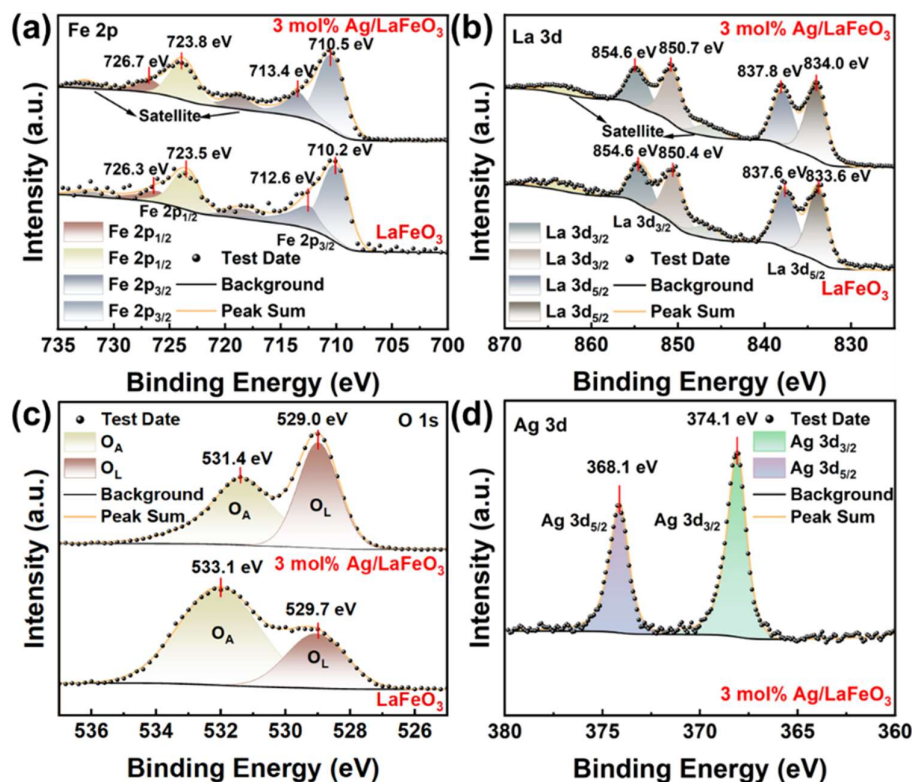 (a) Fe 2p
3 mol% Ag/LaFeO3
726.7 eV
723.8 eV
713.4 eV
710.5 eV
Satellite
726.3 eV
723.5 eV
712.6 eV
710.2 eV
Fe 2p1/2
Fe 2p3/2
LaFeO3
Fe 2p1/2
Fe 2p1/2
Fe 2p3/2
Fe 2p3/2
Test Date
Background
Peak Sum
Intensity (a.u.)
735 730 725 720 715 710 705 700
Binding Energy (eV)
(b) La 3d
3 mol% Ag/LaFeO3
854.6 eV
850.7 eV
837.8 eV
834.0 eV
Satellite
854.6 eV
850.4 eV
837.6 eV
833.6 eV
La 3d3/2
La 3d5/2
LaFeO3
La 3d3/2
La 3d3/2
La 3d5/2
La 3d5/2
Test Date
Background
Peak Sum
Intensity (a.u.)
870 860 850 840 830
Binding Energy (eV)
(c) O 1s
Test Date
OA
OL
Background
Peak Sum
531.4 eV
529.0 eV
OA
OL
3 mol% Ag/LaFeO3
533.1 eV
529.7 eV
OA
OL
LaFeO3
Intensity (a.u.)
536 534 532 530 528 526
Binding Energy (eV)
(d) Ag 3d
374.1 eV
368.1 eV
Test Date
Ag 3d3/2
Ag 3d5/2
Background
Peak Sum
Ag 3d5/2
Ag 3d3/2
3 mol% Ag/LaFeO3
Intensity (a.u.)
380 375 370 365 360
Binding Energy (eV)